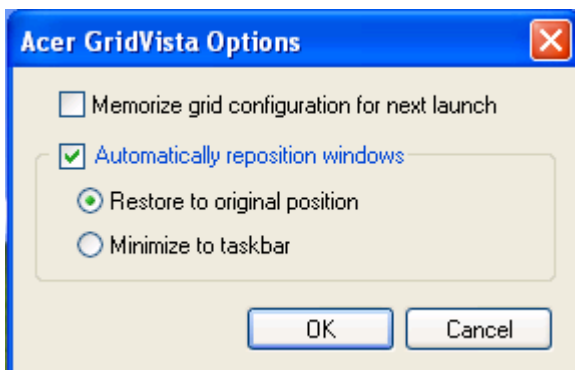 Acer GridVista Options
Memorize grid configuration for next launch
Automatically reposition windows
Restore to original position
Minimize to taskbar
OK Cancel